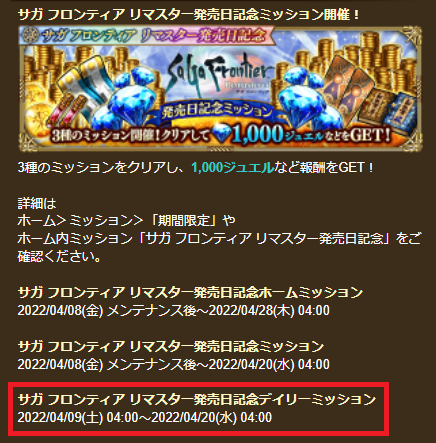 サガ フロンティア リマスター発売日記念ミッション開催！
サガ フロンティア リマスター発売日記念
SaGa Frontier
Remastered
発売日記念ミッション
3種のミッション開催！クリアして1,000ジュエルなどをGET！
3種のミッションをクリアし、1,000ジュエルなど報酬をGET！
詳細は
ホーム＞ミッション＞「期間限定」や
ホーム内ミッション「サガ フロンティア リマスター発売日記念」をご
確認ください。
サガ フロンティア リマスター発売日記念ホームミッション
2022/04/08(金) メンテナンス後～2022/04/28(木) 04:00
サガ フロンティア リマスター発売日記念ミッション
2022/04/08(金) メンテナンス後～2022/04/20(水) 04:00
サガ フロンティア リマスター発売日記念デイリーミッション
2022/04/09(土) 04:00～2022/04/20(水) 04:00